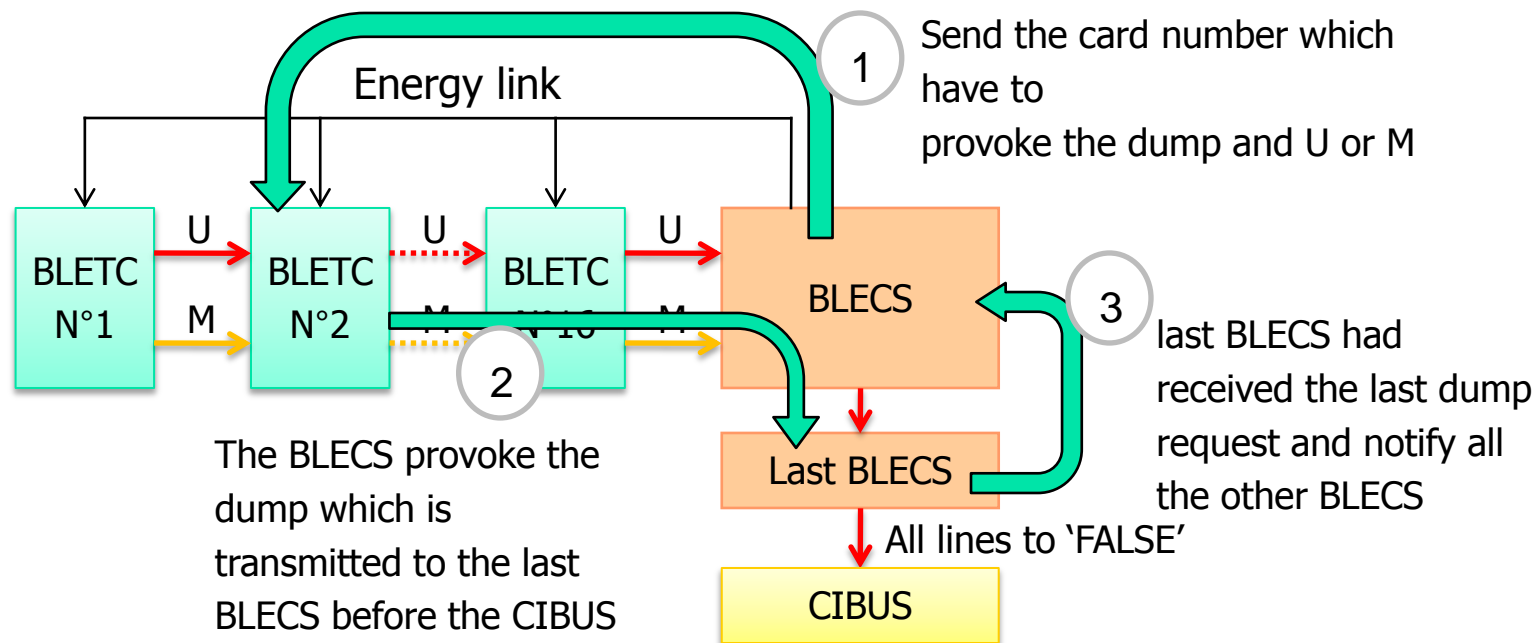 1
Send the card number which
have to
provoke the dump and U or M
Energy link
U
U
U
BLETC
N°1
BLETC
N°2
BLETC
N°16
M
M
M
BLECS
2
3
last BLECS had
received the last dump
request and notify all
the other BLECS
The BLECS provoke the
dump which is
transmitted to the last
BLECS before the CIBUS
Last BLECS
All lines to ‘FALSE’
CIBUS